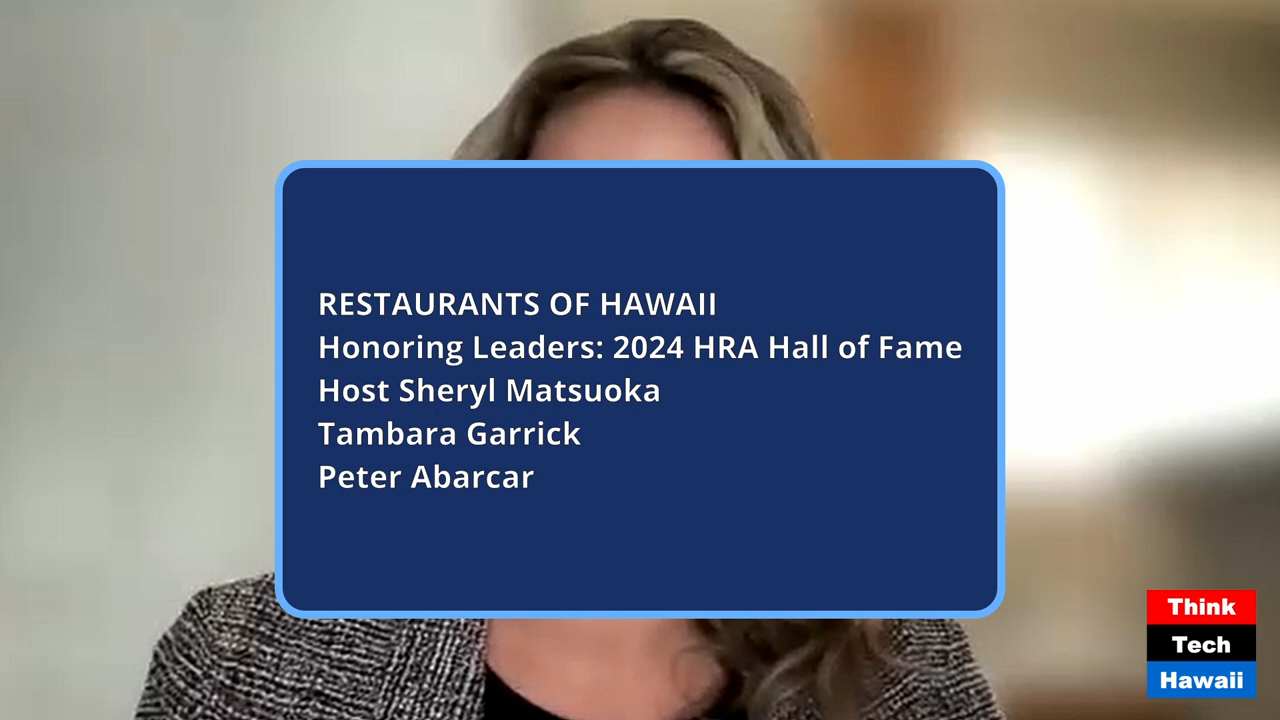 RESTAURANTS OF HAWAII
Honoring Leaders: 2024 HRA Hall of Fame
Host Sheryl Matsuoka
Tambara Garrick
Peter Abarcar
Think
Tech
Hawaii